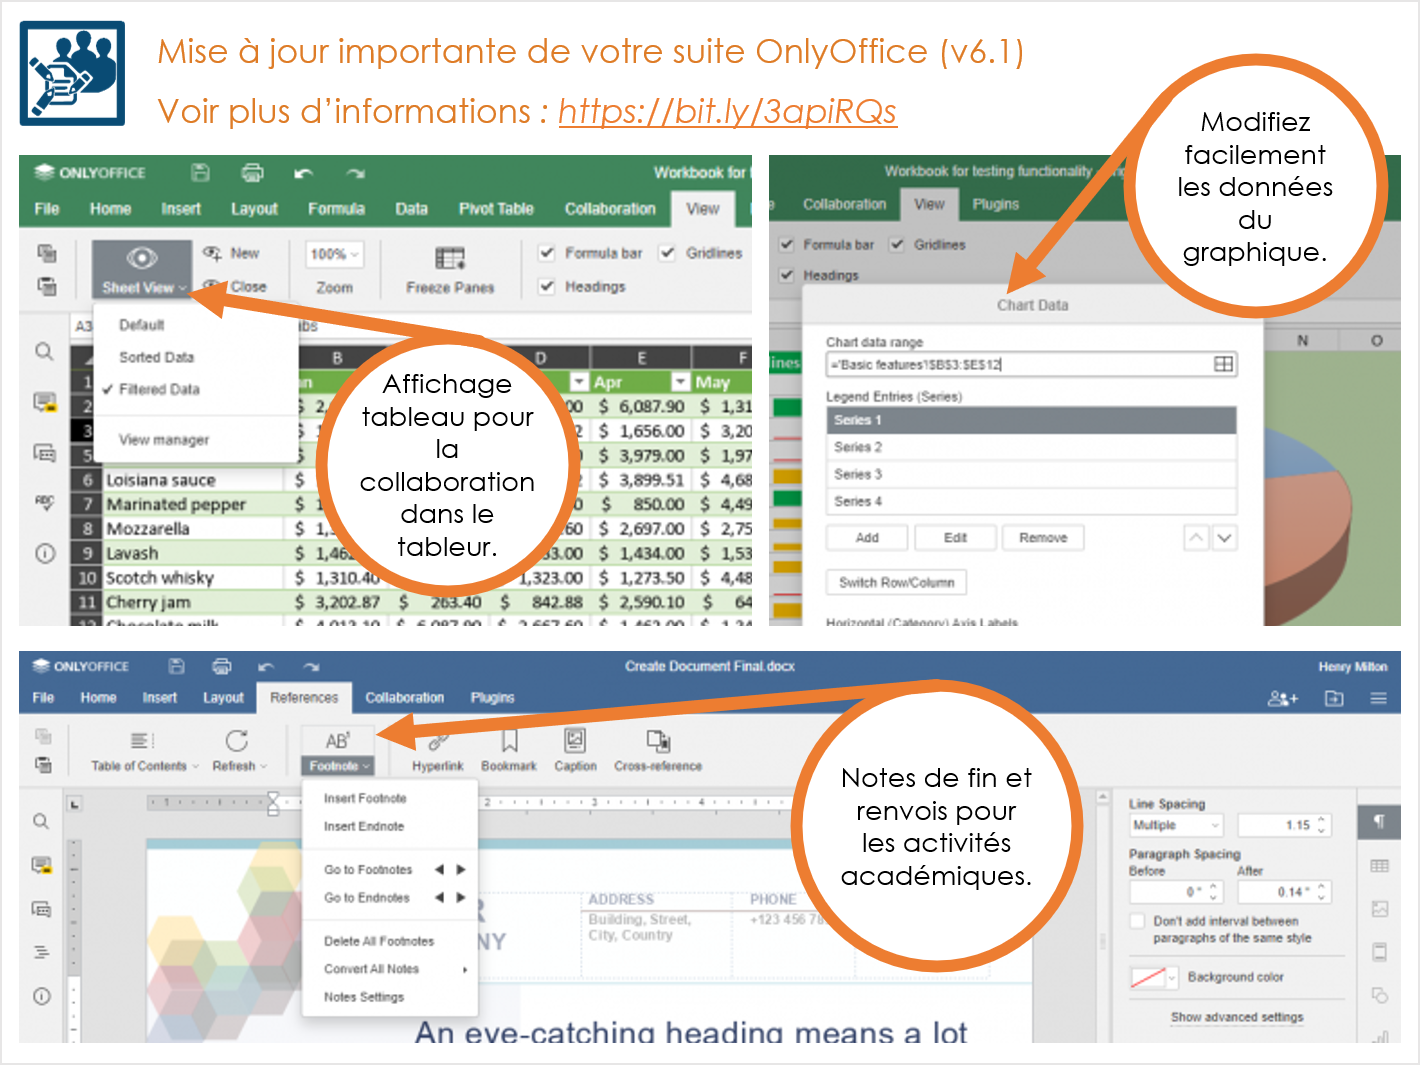 Mise à jour importante de votre suite OnlyOffice (v6.1)
Voir plus d’informations : https://bit.ly/3apiRQs
Modifiez
facilement
les données
du
graphique.
ONLYOFFICE
Workbook for
File Home Insert Layout Formula Data Pivot Table Collaboration View
Sheet View
New
Close
100%
Zoom
Freeze Panes
Formula bar Gridlines
Headings
Default
Sorted Data
Filtered Data
View manager
A3
B D E F
1 Apr May
2 $ 6,087.90 $ 1,31
3 $ 1,656.00 $ 3,20
5 $ 3,979.00 $ 1,97
6 Loisiana sauce $ $ 3,899.51 $ 4,68
7 Marinated pepper $ $ 850.00 $ 4,49
8 Mozzarella $ $ 2,697.00 $ 2,75
9 Lavash $ $ 1,434.00 $ 1,53
10 Scotch whisky $ 1,310.40 1,323.00 $ 1,273.50 $ 4,48
11 Cherry jam $ 3,202.87 $ 263.40 $ 842.88 $ 2,590.10 $ 64
Affichage
tableau pour
la
collaboration
dans le
tableur.
Workbook for testing functionality
Collaboration View Plugins
Formula bar Gridlines
Headings
N O
Chart Data
Chart data range
='Basic features'!$B$3:$E$12
Legend Entries (Series)
Series 1
Series 2
Series 3
Series 4
Add Edit Remove
Switch Row/Column
Horizontal (Category) Axis Labels
ONLYOFFICE
Create Document Final.docx
Henry Milton
File Home Insert Layout References Collaboration Plugins
AB¹
Table of Contents Refresh Footnote Hyperlink Bookmark Caption Cross-reference
Insert Footnote
Insert Endnote
Go to Footnotes
Go to Endnotes
Delete All Footnotes
Convert All Notes
Notes Settings
1 2 3 4
ADDRESS
Building, Street,
City, Country
PHONE
+123 456 78
An eye-catching heading means a lot
Notes de fin et
renvois pour
les activités
académiques.
Line Spacing
Multiple 1.15
Paragraph Spacing
Before After
0" 0.14"
Don't add interval between
paragraphs of the same style
Background color
Show advanced settings